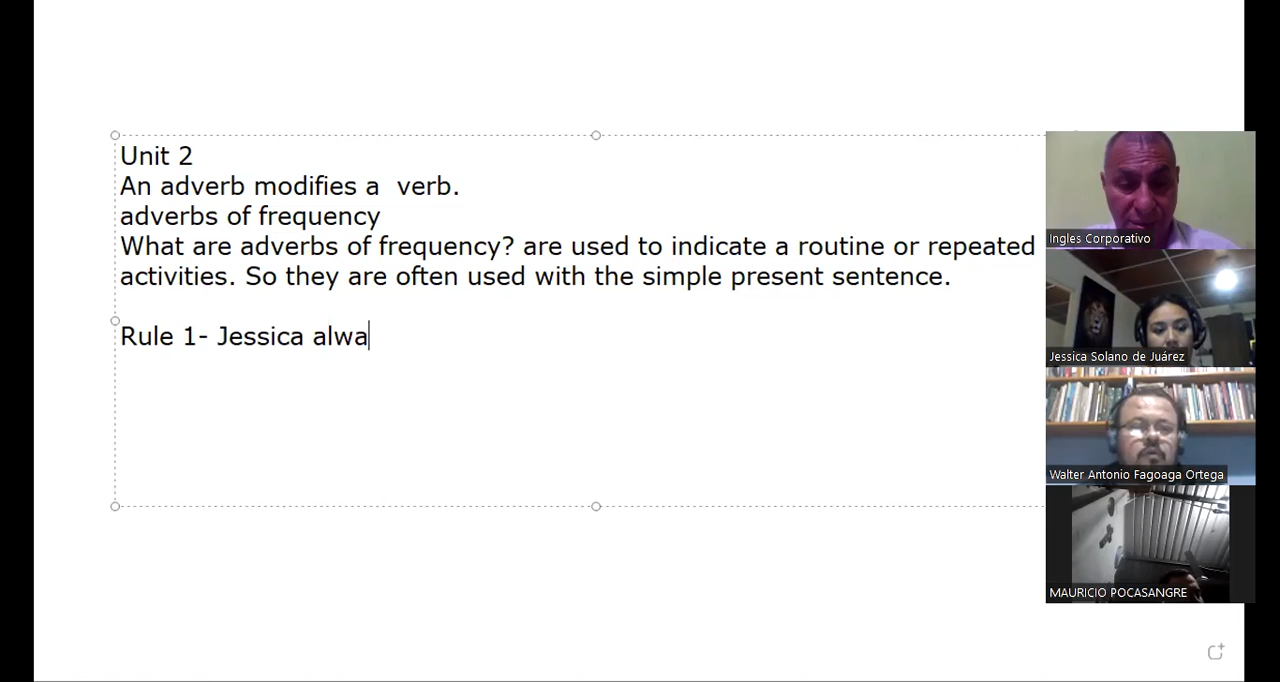 Unit 2
An adverb modifies a  verb.
adverbs of frequency
What are adverbs of frequency? are used to indicate a routine or repeated
activities. So they are often used with the simple present sentence.
Rule 1- Jessica alwa
Ingles Corporativo
Jessica Solano de Juárez
Walter Antonio Fagoaga Ortega
MAURICIO POCASANGRE